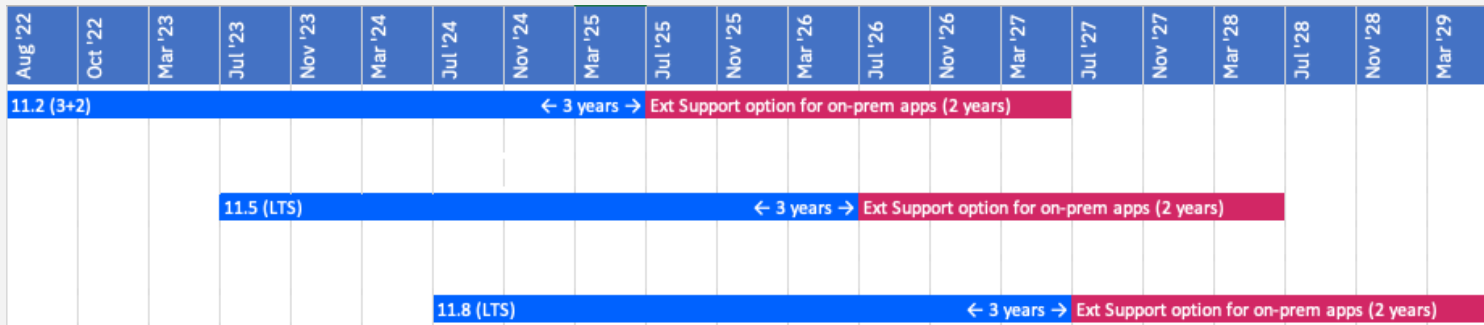 Aug '22 Oct '22 Mar '23 Jul '23 Nov '23 Mar '24 Jul '24 Nov '24 Mar '25 Jul '25 Nov '25 Mar '26 Jul '26 Nov '26 Mar '27 Jul '27 Nov '27 Mar '28 Jul '28 Nov '28 Mar '29
11.2 (3+2) ← 3 years → Ext Support option for on-prem apps (2 years)
11.5 (LTS) ← 3 years → Ext Support option for on-prem apps (2 years)
11.8 (LTS) ← 3 years → Ext Support option for on-prem apps (2 years)